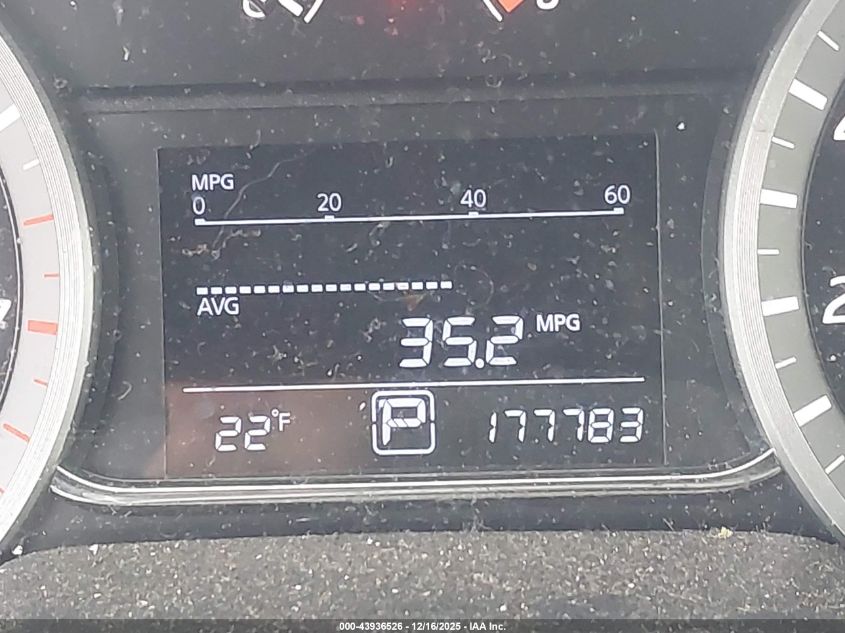 MPG
0 20 40 60
AVG
35.2 MPG
22°F P 177783
000-43936526 - 12/16/2025 - IAA Inc.